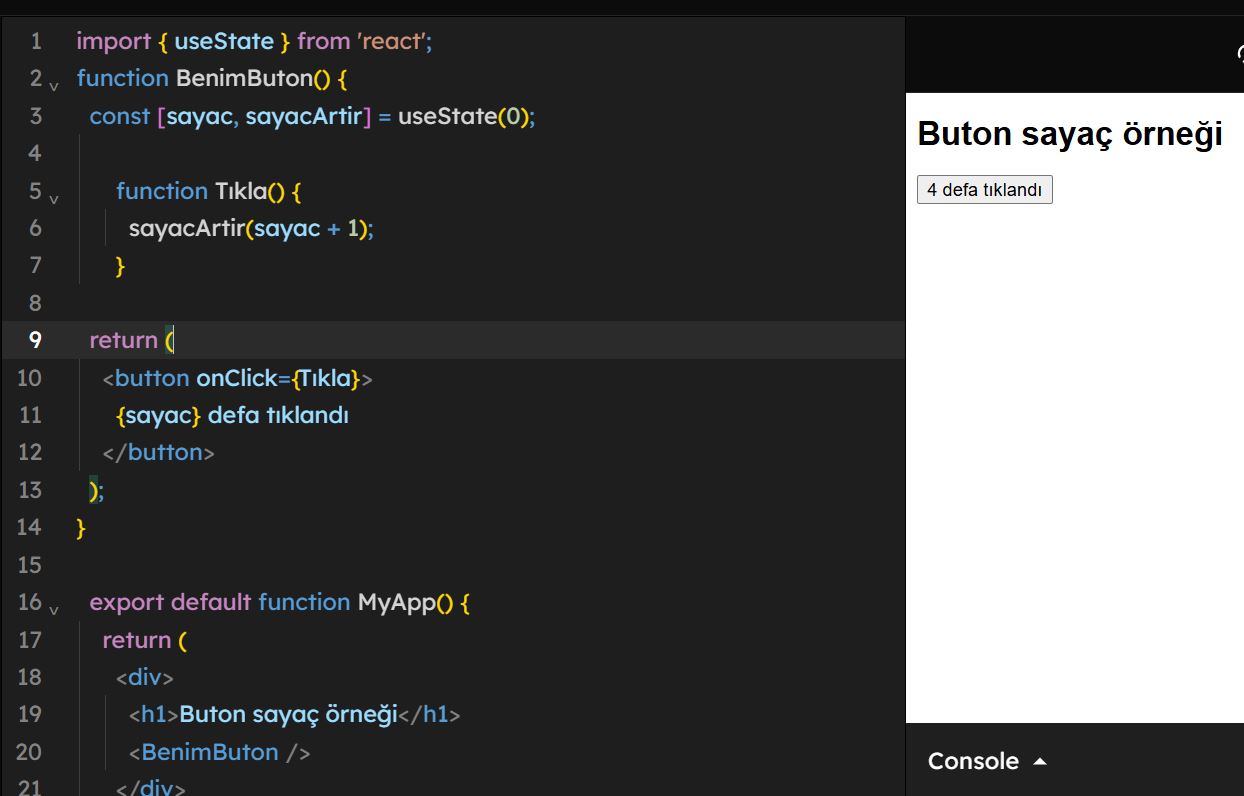 1 import { useState } from 'react';
2 function BenimButon() {
3 const [sayac, sayacArtir] = useState(0);
4
5 function Tıkla() {
6 sayacArtir(sayac + 1);
7 }
8
9 return (
10 <button onClick={Tıkla}>
11 {sayac} defa tıklandı
12 </button>
13 );
14 }
15
16 export default function MyApp() {
17 return (
18 <div>
19 <h1>Buton sayaç örneği</h1>
20 <BenimButon />
21 </div>
Buton sayaç örneği
4 defa tıklandı
Console